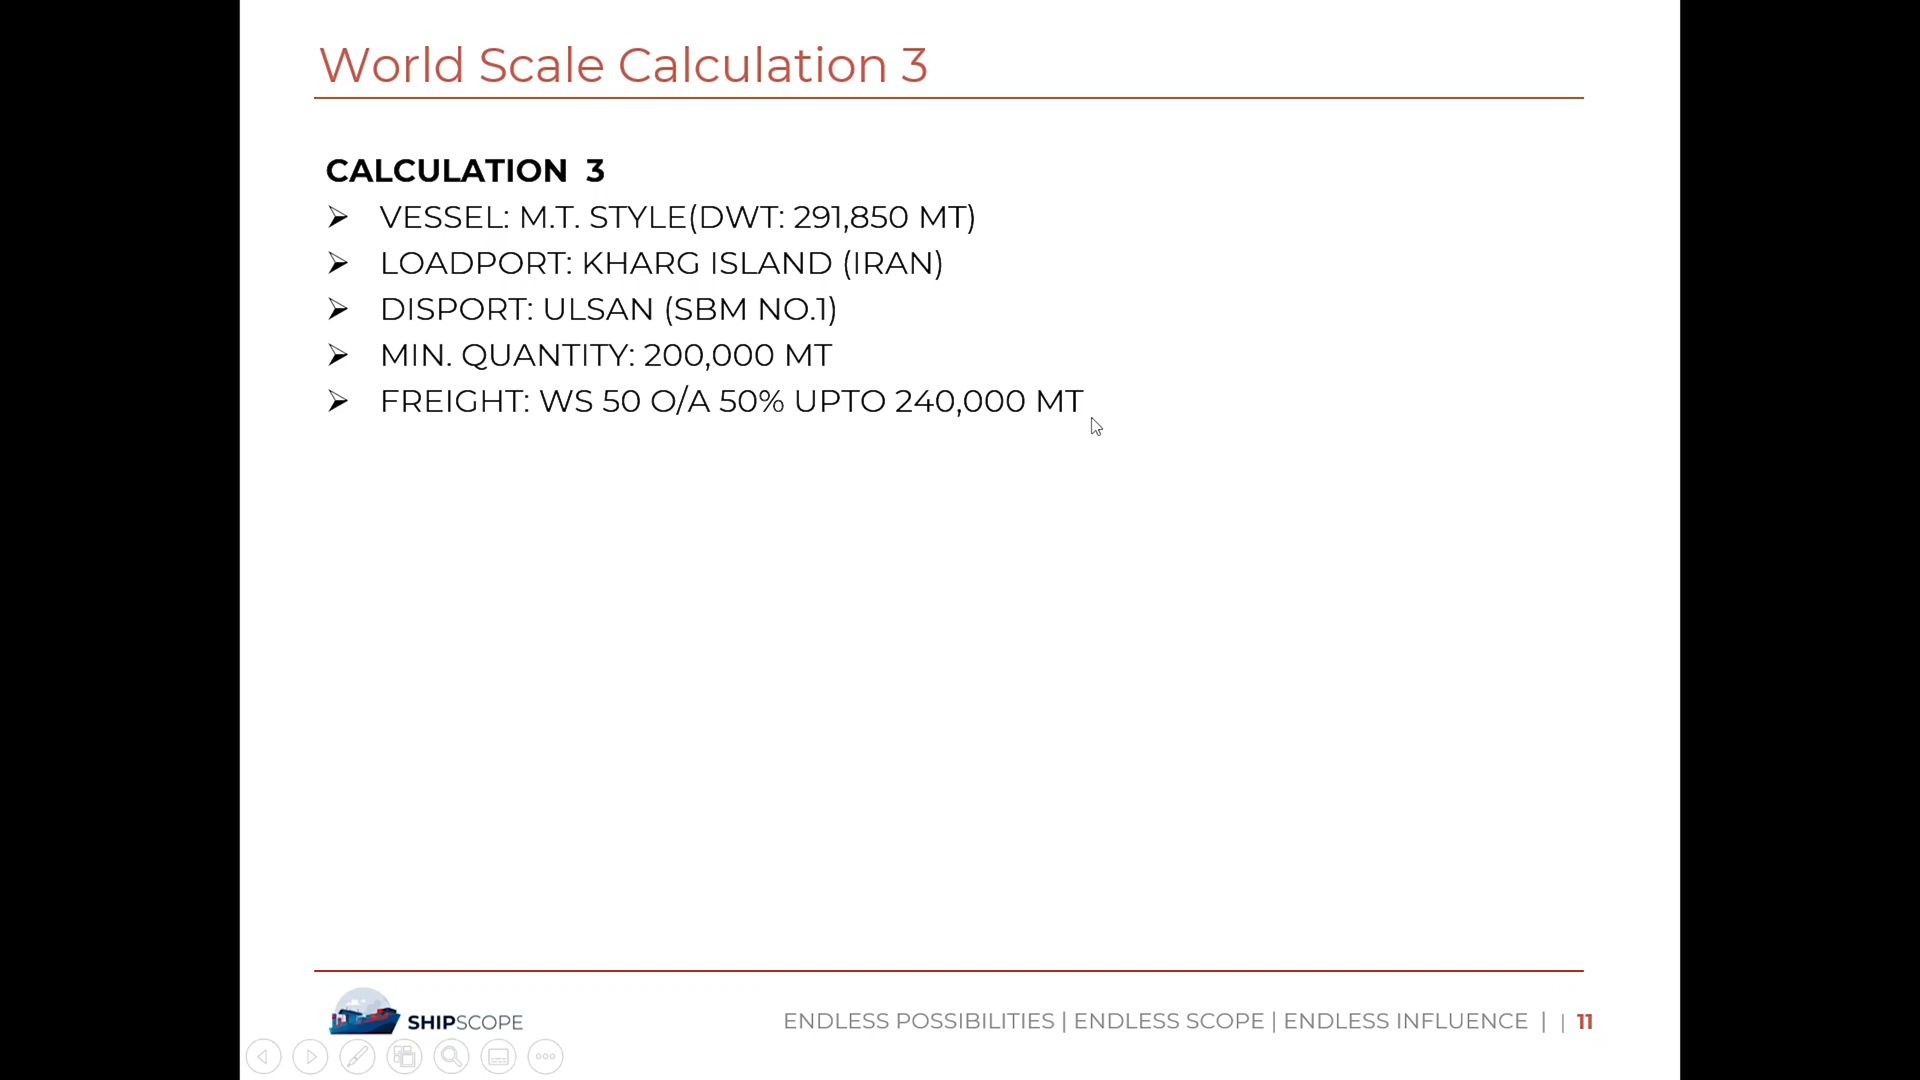 World Scale Calculation 3
CALCULATION 3
➢ VESSEL: M.T. STYLE(DWT: 291,850 MT)
➢ LOADPORT: KHARG ISLAND (IRAN)
➢ DISPORT: ULSAN (SBM NO.1)
➢ MIN. QUANTITY: 200,000 MT
➢ FREIGHT: WS 50 O/A 50% UPTO 240,000 MT
SHIPSCOPE
ENDLESS POSSIBILITIES | ENDLESS SCOPE | ENDLESS INFLUENCE | | 11